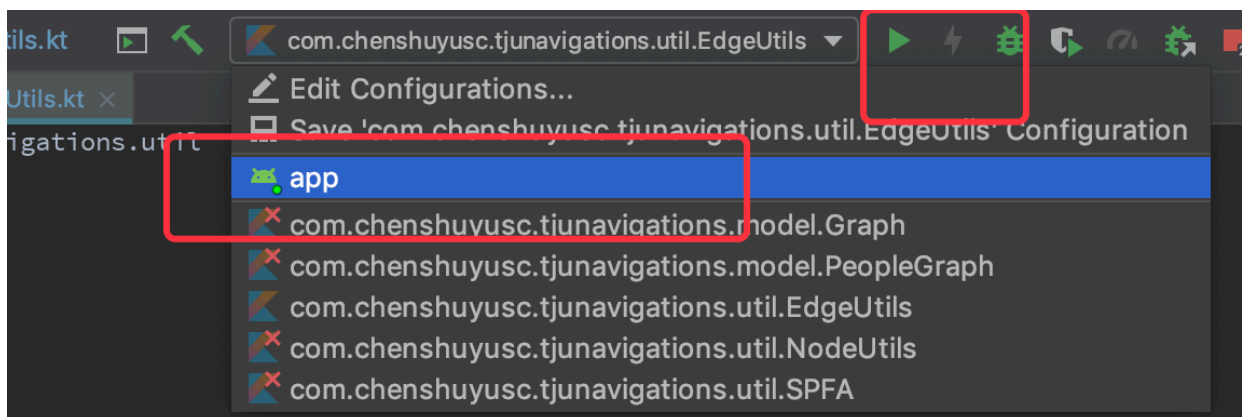 tils.kt com.chenshuyusc.tjunavigations.util.EdgeUtils
Edit Configurations...
Utils.kt
Save 'com.chenshuyusc.tjunavigations.util.EdgeUtils' Configuration
igations.util
app
com.chenshuyusc.tjunavigations.model.Graph
com.chenshuyusc.tjunavigations.model.PeopleGraph
com.chenshuyusc.tjunavigations.util.EdgeUtils
com.chenshuyusc.tjunavigations.util.NodeUtils
com.chenshuyusc.tjunavigations.util.SPFA